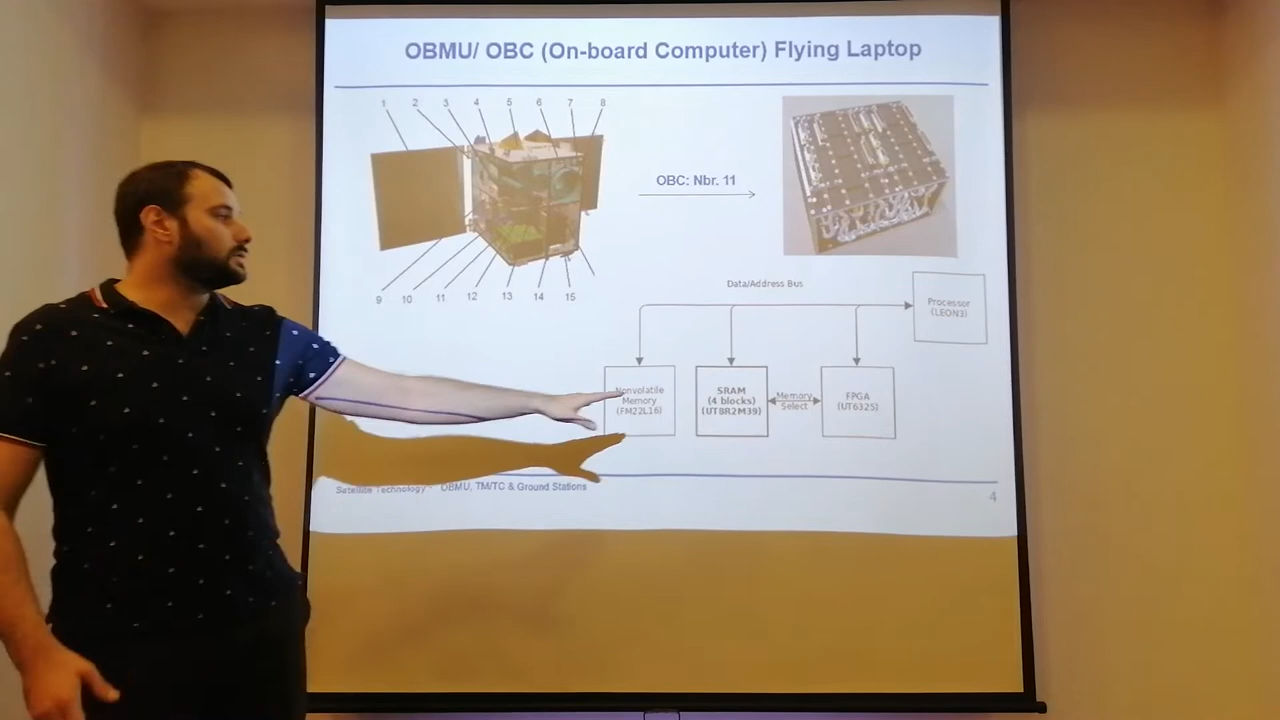 OBMU/ OBC (On-board Computer) Flying Laptop
1 2 3 4 5 6 7 8
OBC: Nbr. 11
9 10 11 12 13 14 15
Data/Address Bus
Processor
(LEON3)
Nonvolatile
Memory
(FM22L16)
SRAM
(4 blocks)
(UT8R2M39)
Memory
Select
FPGA
(UT6325)
Satellite Technology - OBMU, TM/TC & Ground Stations
4